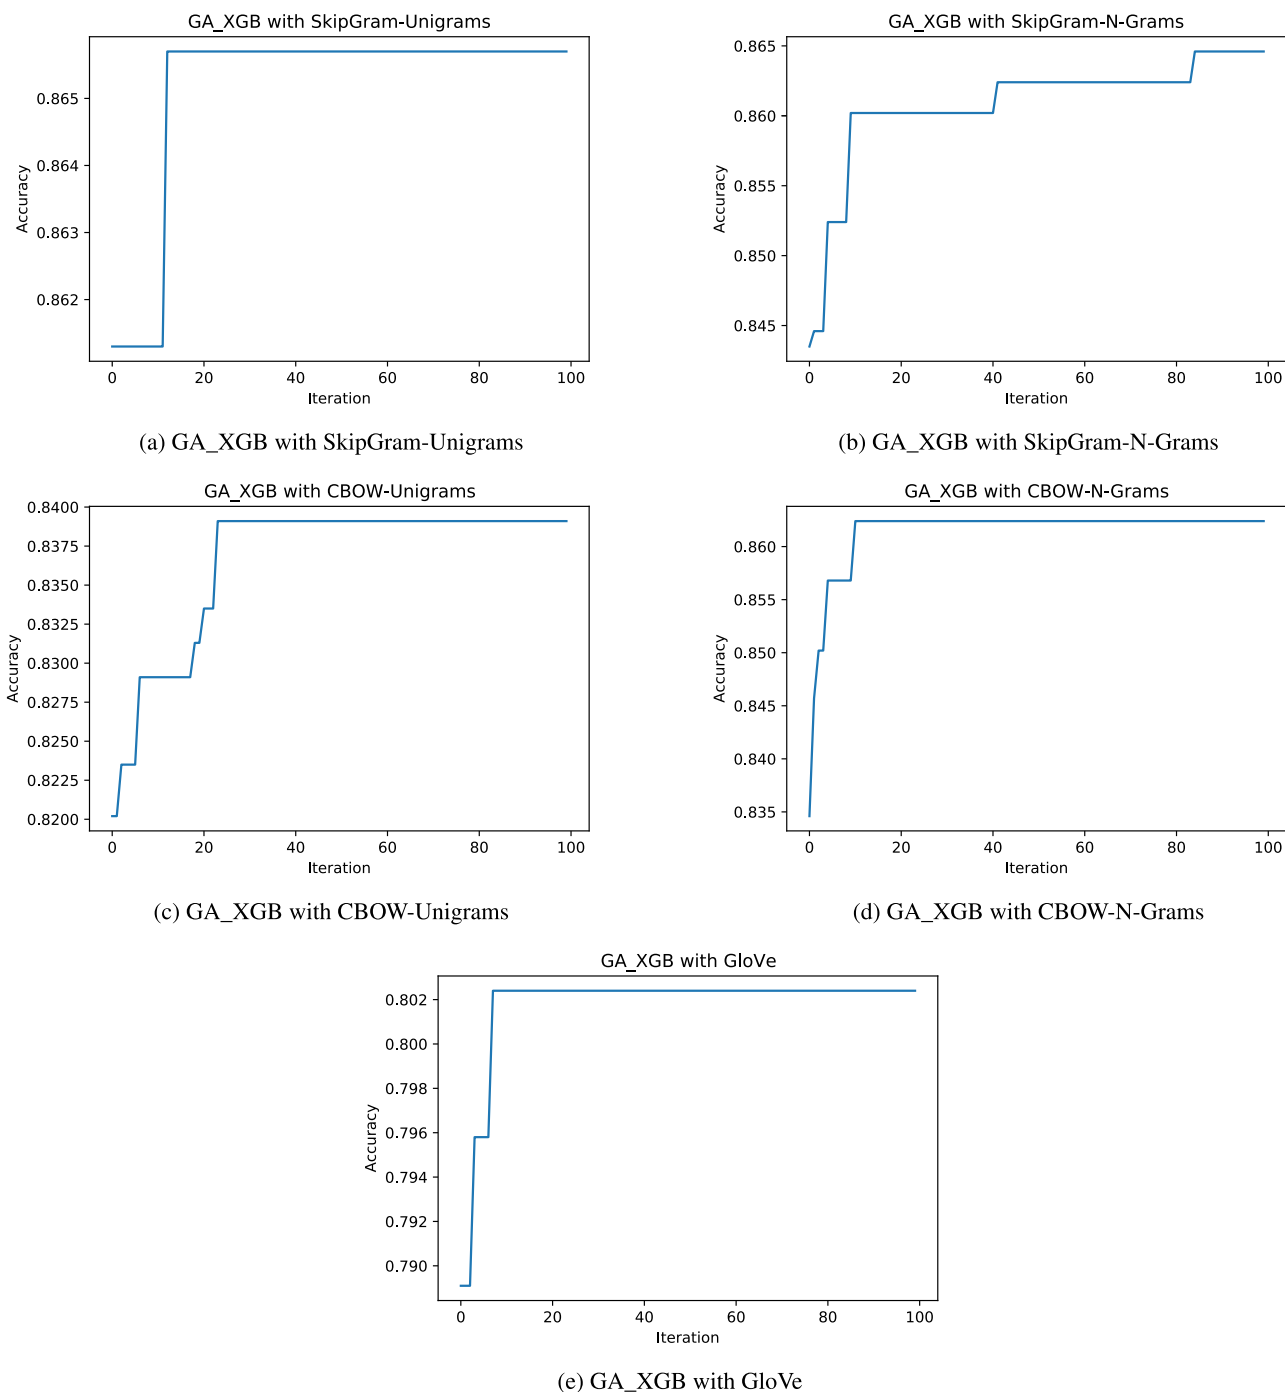 GA_XGB with SkipGram-Unigrams
0.865
0.864
0.863
0.862
Accuracy
0 20 40 60 80 100
Iteration
(a) GA_XGB with SkipGram-Unigrams
GA_XGB with SkipGram-N-Grams
0.865
0.860
0.855
0.850
0.845
Accuracy
0 20 40 60 80 100
Iteration
(b) GA_XGB with SkipGram-N-Grams
GA_XGB with CBOW-Unigrams
0.8400
0.8375
0.8350
0.8325
0.8300
0.8275
0.8250
0.8225
0.8200
Accuracy
0 20 40 60 80 100
Iteration
(c) GA_XGB with CBOW-Unigrams
GA_XGB with CBOW-N-Grams
0.860
0.855
0.850
0.845
0.840
0.835
Accuracy
0 20 40 60 80 100
Iteration
(d) GA_XGB with CBOW-N-Grams
GA_XGB with GloVe
0.802
0.800
0.798
0.796
0.794
0.792
0.790
Accuracy
0 20 40 60 80 100
Iteration
(e) GA_XGB with GloVe